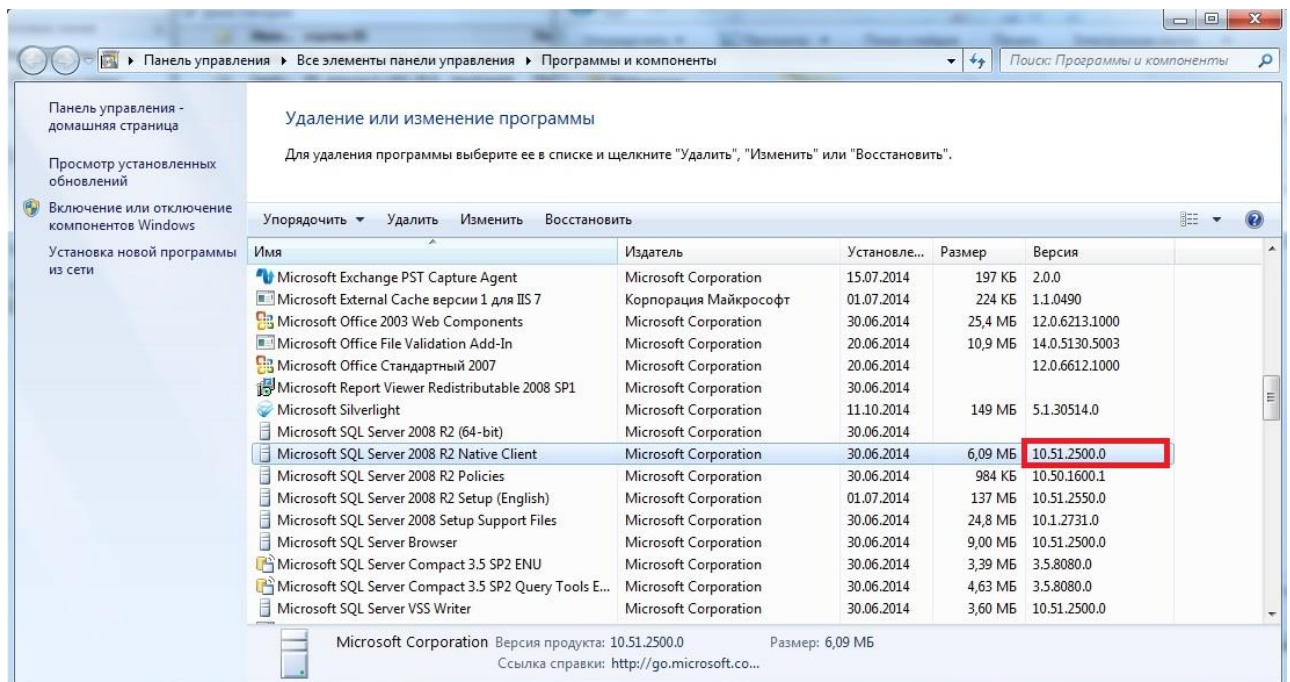 Панель управления ▸ Все элементы панели управления ▸ Программы и компоненты
Поиск: Программы и компоненты
Панель управления -
домашняя страница
Просмотр установленных
обновлений
Включение или отключение
компонентов Windows
Установка новой программы
из сети
Удаление или изменение программы
Для удаления программы выберите ее в списке и щелкните "Удалить", "Изменить" или "Восстановить".
Упорядочить Удалить Изменить Восстановить
Имя Издатель Установле... Размер Версия
Microsoft Exchange PST Capture Agent Microsoft Corporation 15.07.2014 197 КБ 2.0.0
Microsoft External Cache версии 1 для IIS 7 Корпорация Майкрософт 01.07.2014 224 КБ 1.1.0490
Microsoft Office 2003 Web Components Microsoft Corporation 30.06.2014 25,4 МБ 12.0.6213.1000
Microsoft Office File Validation Add-In Microsoft Corporation 20.06.2014 10,9 МБ 14.0.5130.5003
Microsoft Office Стандартный 2007 Microsoft Corporation 20.06.2014 12.0.6612.1000
Microsoft Report Viewer Redistributable 2008 SP1 Microsoft Corporation 30.06.2014
Microsoft Silverlight Microsoft Corporation 11.10.2014 149 МБ 5.1.30514.0
Microsoft SQL Server 2008 R2 (64-bit) Microsoft Corporation 30.06.2014
Microsoft SQL Server 2008 R2 Native Client Microsoft Corporation 30.06.2014 6,09 МБ 10.51.2500.0
Microsoft SQL Server 2008 R2 Policies Microsoft Corporation 30.06.2014 984 КБ 10.50.1600.1
Microsoft SQL Server 2008 R2 Setup (English) Microsoft Corporation 01.07.2014 137 МБ 10.51.2550.0
Microsoft SQL Server 2008 Setup Support Files Microsoft Corporation 30.06.2014 24,8 МБ 10.1.2731.0
Microsoft SQL Server Browser Microsoft Corporation 30.06.2014 9,00 МБ 10.51.2500.0
Microsoft SQL Server Compact 3.5 SP2 ENU Microsoft Corporation 30.06.2014 3,39 МБ 3.5.8080.0
Microsoft SQL Server Compact 3.5 SP2 Query Tools E... Microsoft Corporation 30.06.2014 4,63 МБ 3.5.8080.0
Microsoft SQL Server VSS Writer Microsoft Corporation 30.06.2014 3,60 МБ 10.51.2500.0
Microsoft Corporation Версия продукта: 10.51.2500.0 Размер: 6,09 МБ
Ссылка справки: http://go.microsoft.co...